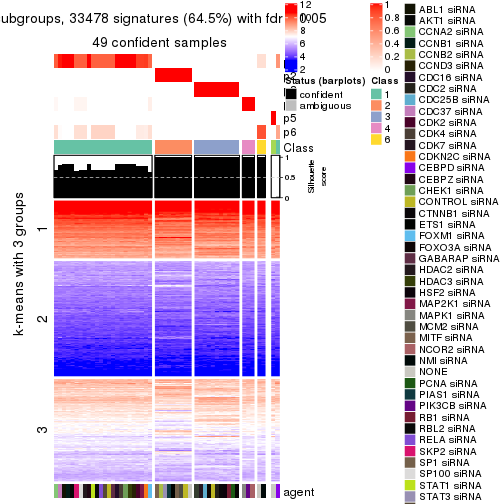 ubgroups, 33478 signatures (64.5%) with fdr
0.05
49 confident samples
p5
p6
Class
1
0.5
0
Silhouette
score
k-means with 3 groups
1
2
3
agent
12
10
8
6
4
2
Status (barplots)
confident
ambiguous
1
0.8
0.6
0.4
0.2
0
Class
1
2
3
4
6
ABL1 siRNA
AKT1 siRNA
CCNA2 siRNA
CCNB1 siRNA
CCNB2 siRNA
CCND3 siRNA
CDC16 siRNA
CDC2 siRNA
CDC25B siRNA
CDC37 siRNA
CDK2 siRNA
CDK4 siRNA
CDK7 siRNA
CDKN2C siRNA
CEBPD siRNA
CEBPZ siRNA
CHEK1 siRNA
CONTROL siRNA
CTNNB1 siRNA
ETS1 siRNA
FOXM1 siRNA
FOXO3A siRNA
GABARAP siRNA
HDAC2 siRNA
HDAC3 siRNA
HSF2 siRNA
MAP2K1 siRNA
MAPK1 siRNA
MCM2 siRNA
MITF siRNA
NCOR2 siRNA
NMI siRNA
NONE
PCNA siRNA
PIAS1 siRNA
PIK3CB siRNA
RB1 siRNA
RBL2 siRNA
RELA siRNA
SKP2 siRNA
SP1 siRNA
SP100 siRNA
STAT1 siRNA
STAT3 siRNA